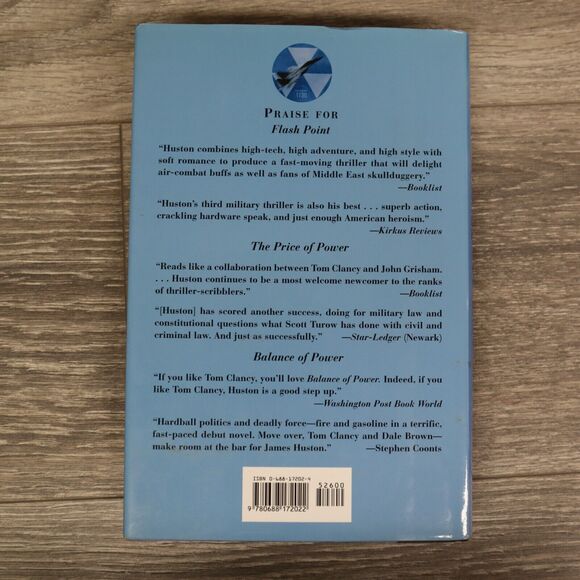 PRAISE FOR
Flash Point
"Huston combines high-tech, high adventure, and high style with
soft romance to produce a fast-moving thriller that will delight
air-combat buffs as well as fans of Middle East skullduggery."
—Booklist
"Huston's third military thriller is also his best . . . superb action,
crackling hardware speak, and just enough American heroism."
—Kirkus Reviews
The Price of Power
"Reads like a collaboration between Tom Clancy and John Grisham.
. . . Huston continues to be a most welcome newcomer to the ranks
of thriller-scribblers."
—Booklist
"[Huston] has scored another success, doing for military law and
constitutional questions what Scott Turow has done with civil and
criminal law. And just as successfully." —Star-Ledger (Newark)
Balance of Power
"If you like Tom Clancy, you'll love Balance of Power. Indeed, if you
like Tom Clancy, Huston is a good step up."
—Washington Post Book World
"Hardball politics and deadly force—fire and gasoline in a terrific,
fast-paced debut novel. Move over, Tom Clancy and Dale Brown—
make room at the bar for James Huston." —Stephen Coonts
ISBN 0-688-17202-4
52600
9 780688 172022